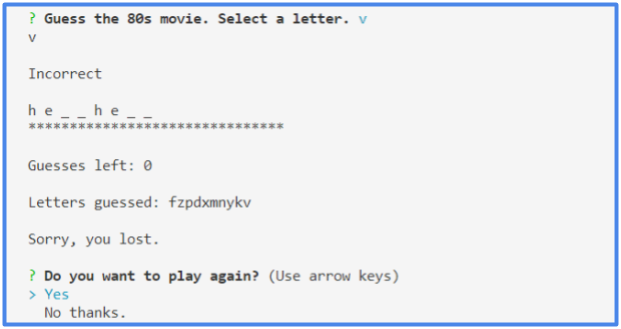 ? Guess the 80s movie. Select a letter. v
v
Incorrect
h e _ _ h e _ _
*******************************
Guesses left: 0
Letters guessed: fzpdxmnykv
Sorry, you lost.
? Do you want to play again? (Use arrow keys)
> Yes
No thanks.